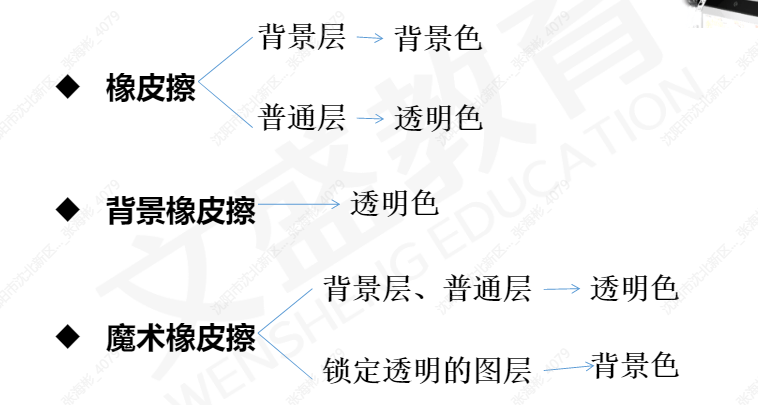 背景层 → 背景色
◆ 橡皮擦
普通层 → 透明色
◆ 背景橡皮擦 → 透明色
背景层、普通层 → 透明色
◆ 魔术橡皮擦
锁定透明的图层 → 背景色
文盛教育
WENSHENG EDUCATION